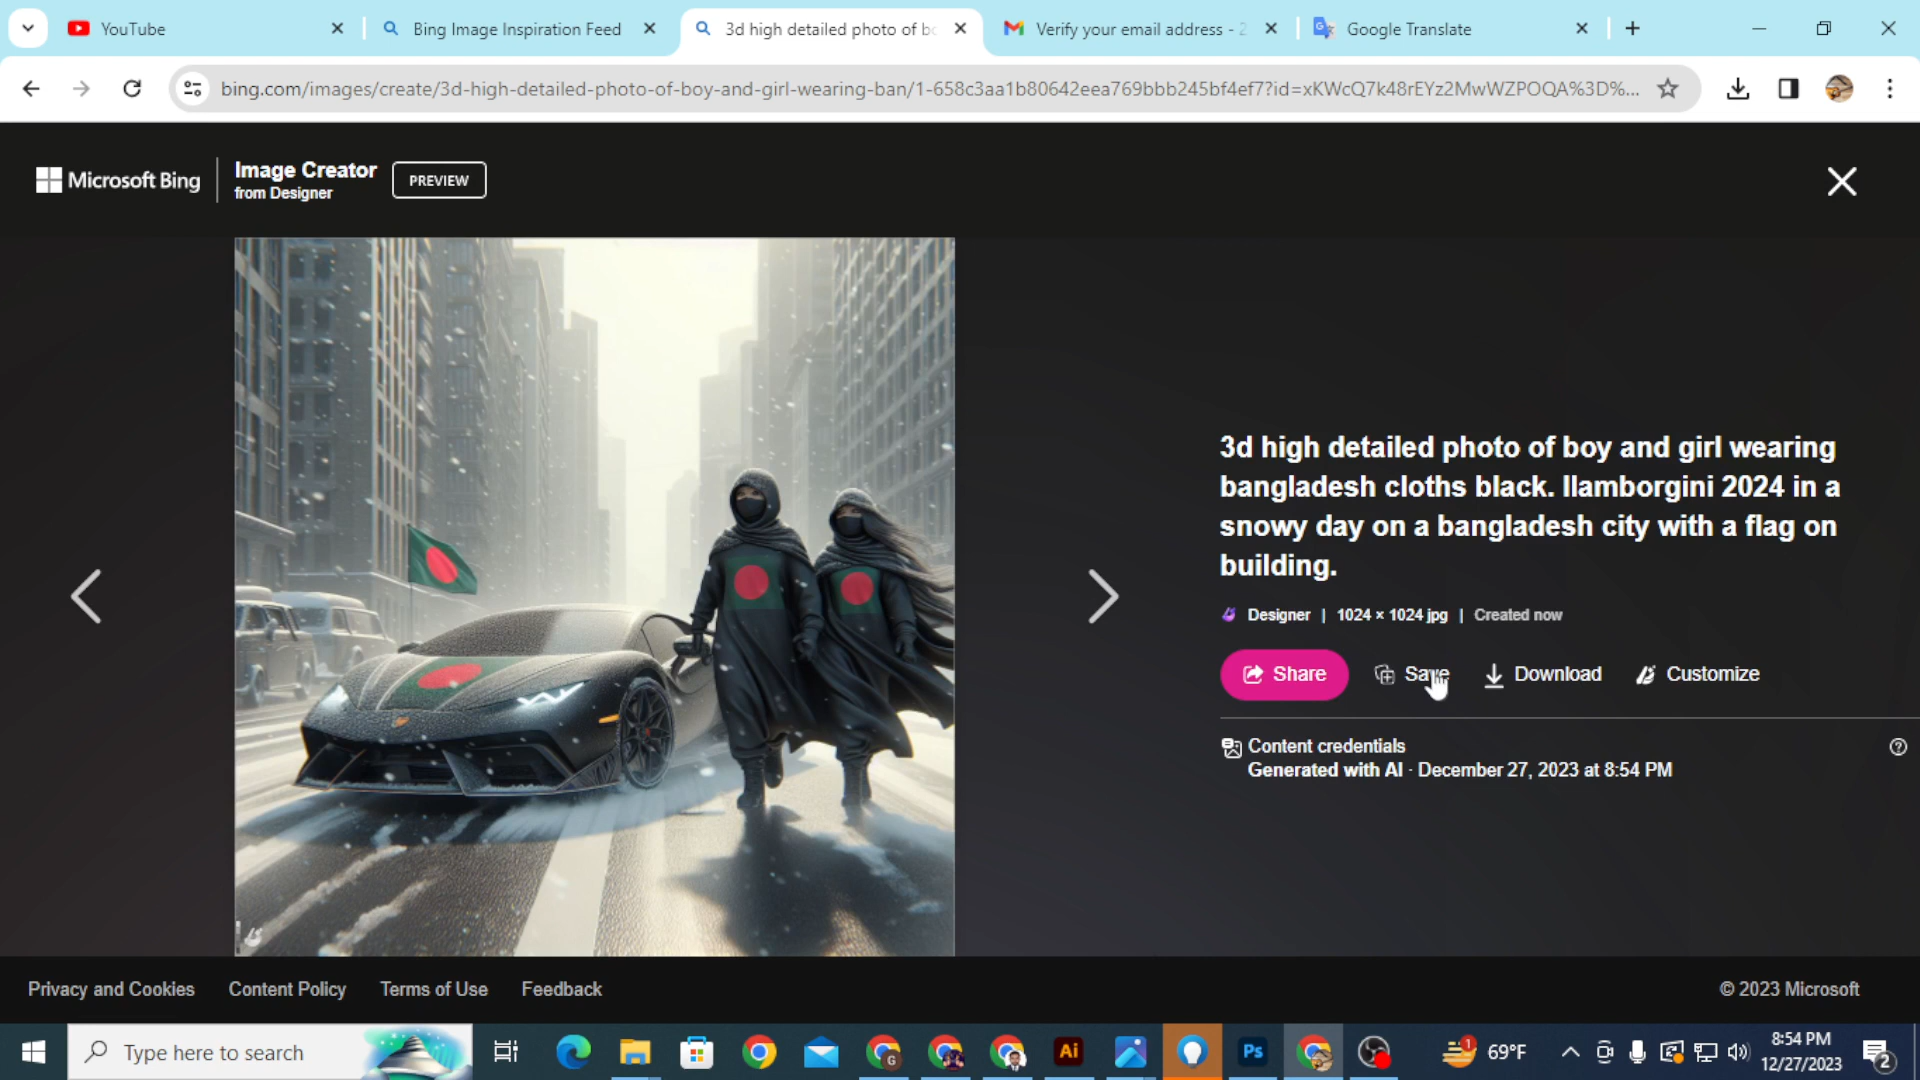 YouTube
Bing Image Inspiration Feed
3d high detailed photo of bo
Verify your email address - 2
Google Translate
bing.com/images/create/3d-high-detailed-photo-of-boy-and-girl-wearing-ban/1-658c3aa1b80642eea769bbb245bf4ef7?id=xKWcQ7k48rEYz2MwWZPOQA%3D%...
Microsoft Bing
Image Creator
from Designer
PREVIEW
3d high detailed photo of boy and girl wearing
bangladesh cloths black. llamborgini 2024 in a
snowy day on a bangladesh city with a flag on
building.
Designer | 1024 × 1024 jpg | Created now
Share
Save
Download
Customize
Content credentials
Generated with AI · December 27, 2023 at 8:54 PM
Privacy and Cookies
Content Policy
Terms of Use
Feedback
© 2023 Microsoft
Type here to search
G
Ai
Ps
1
69°F
8:54 PM
12/27/2023
2